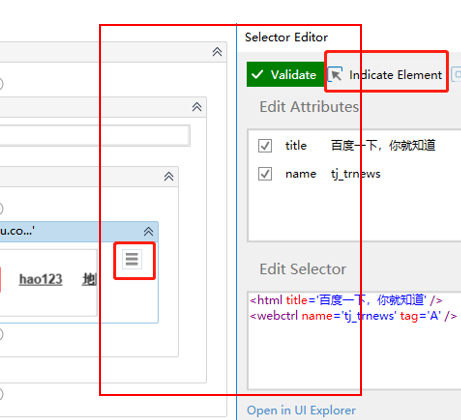 Selector Editor
Validate
Indicate Element
Edit Attributes
title 百度一下，你就知道
name tj_trnews
u.co...'
hao123
Edit Selector
<html title='百度一下，你就知道' />
<webctrl name='tj_trnews' tag='A' />
Open in UI Explorer